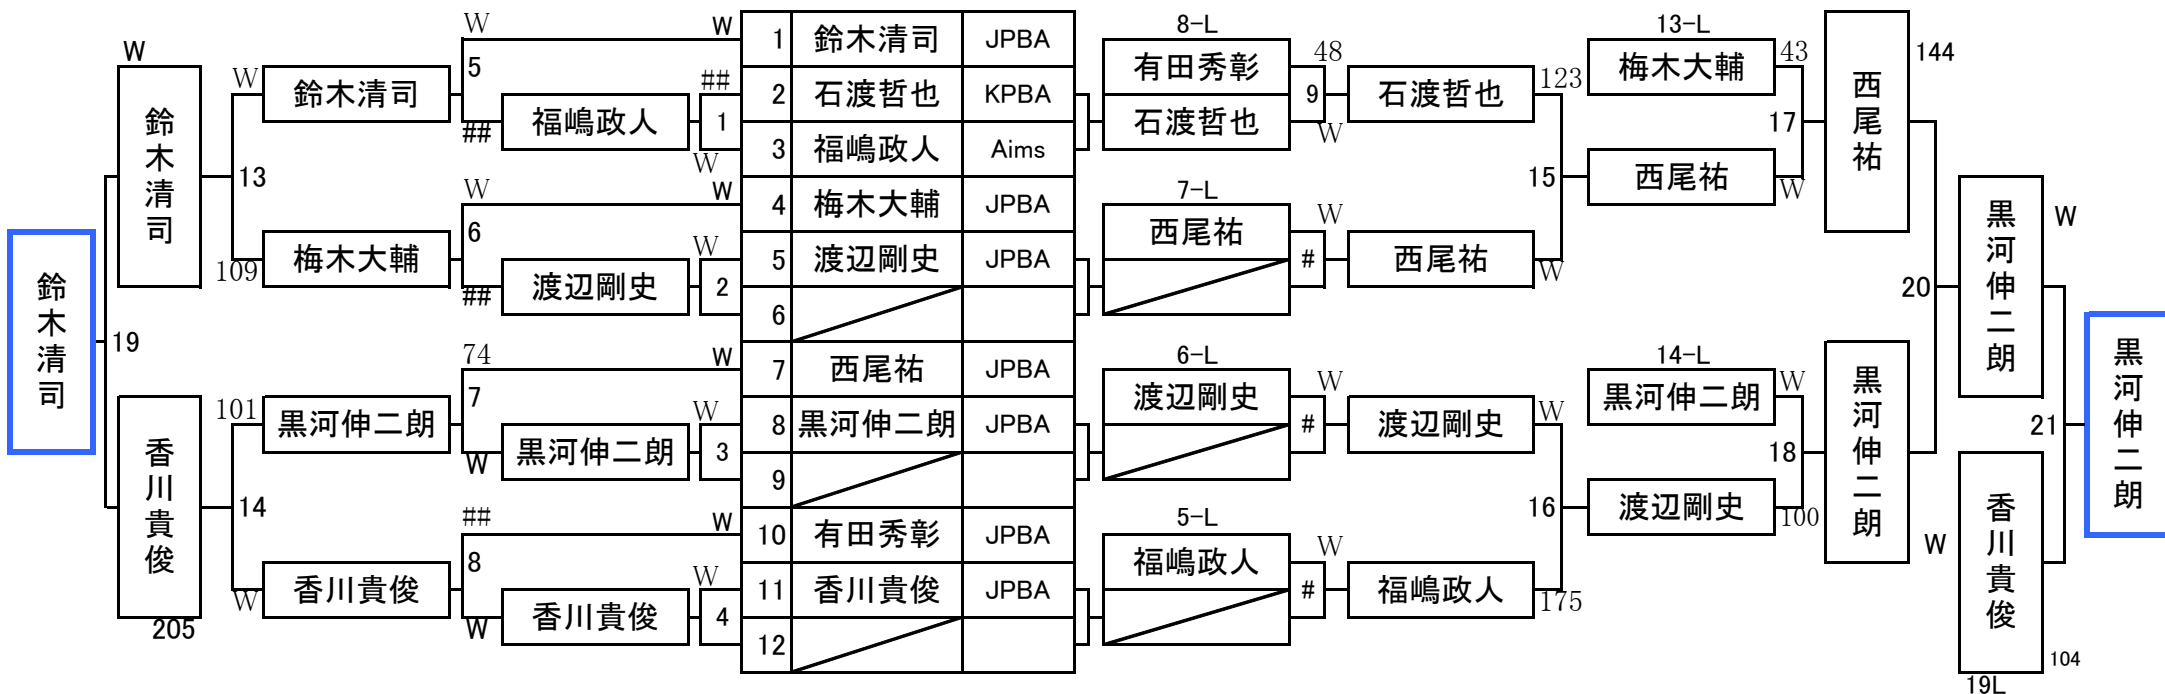 W
鈴木清司
19
鈴木清司
香川貴俊
205
W
鈴木清司
13
109
梅木大輔
101
黒河伸二朗
14
W
香川貴俊
W
W
5
##
福嶋政人
##
1
W
W
W
6
##
渡辺剛史
W
2
74
W
7
W
黒河伸二朗
W
3
##
W
8
W
香川貴俊
W
4
1 鈴木清司 JPBA
2 石渡哲也 KPBA
3 福嶋政人 Aims
4 梅木大輔 JPBA
5 渡辺剛史 JPBA
6
7 西尾祐 JPBA
8 黒河伸二朗 JPBA
9
10 有田秀彰 JPBA
11 香川貴俊 JPBA
12
8-L
有田秀彰
石渡哲也
48
9
W
石渡哲也
123
7-L
西尾祐
W
#
西尾祐
W
15
6-L
渡辺剛史
W
#
渡辺剛史
W
5-L
福嶋政人
W
#
福嶋政人
175
16
13-L
梅木大輔
43
17
西尾祐
W
14-L
黒河伸二朗
W
18
渡辺剛史
100
西尾祐
144
20
黒河伸二朗
W
黒河伸二朗
W
21
香川貴俊
104
19L
黒河伸二朗